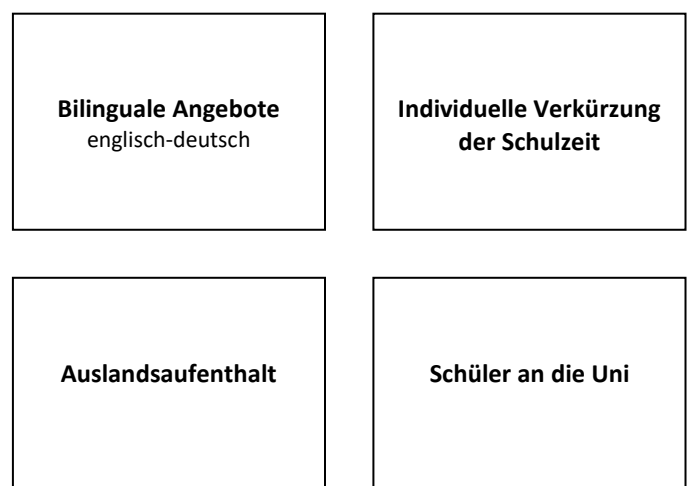 Bilinguale Angebote
englisch-deutsch
Individuelle Verkürzung
der Schulzeit
Auslandsaufenthalt
Schüler an die Uni